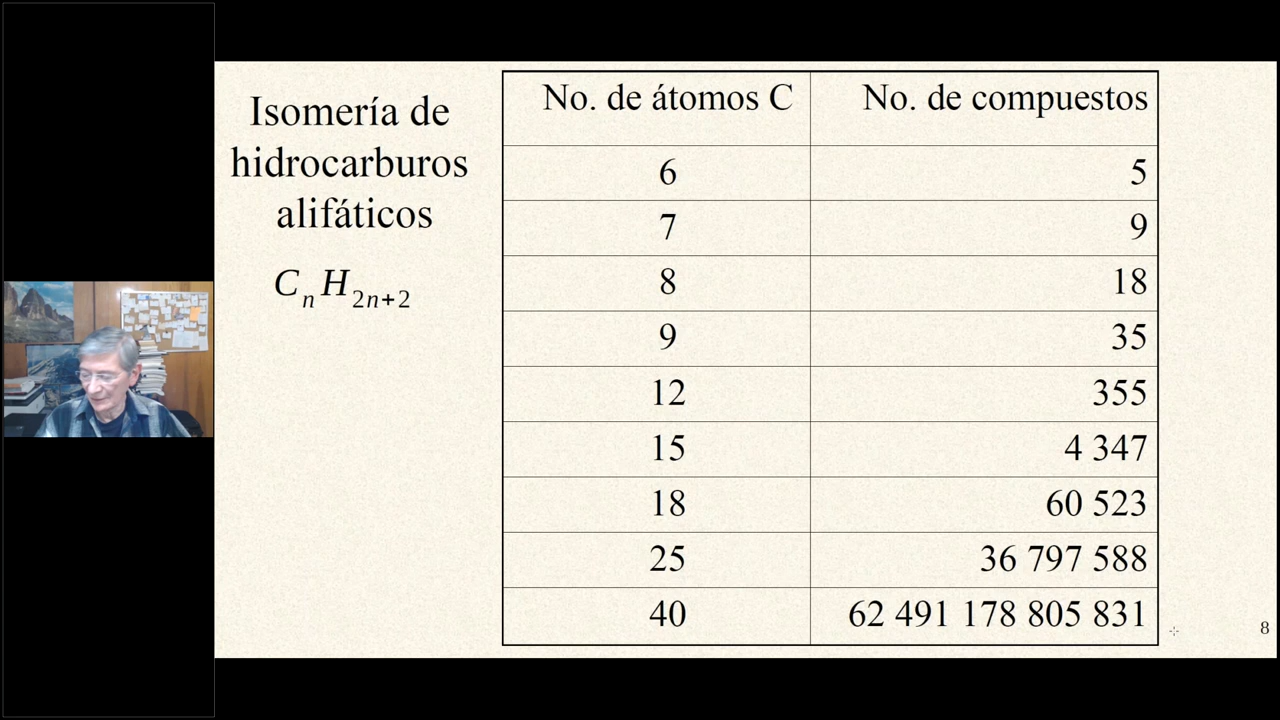 Isomería de
hidrocarburos
alifáticos
CₙH₂ₙ₊₂
No. de átomos C No. de compuestos
6 5
7 9
8 18
9 35
12 355
15 4 347
18 60 523
25 36 797 588
40 62 491 178 805 831
8